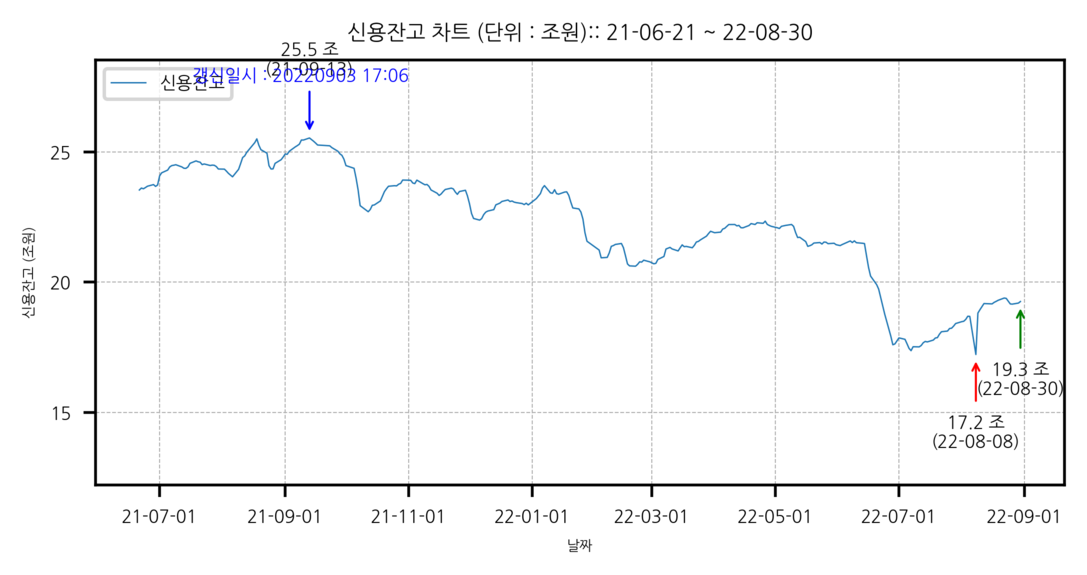 신용잔고 차트 (단위 : 조원):: 21-06-21 ~ 22-08-30
25.5 조
(21-09-13)
갱신일시 : 20220903 17:06
신용잔고
25
20
15
신용잔고 (조원)
19.3 조
(22-08-30)
17.2 조
(22-08-08)
21-07-01
21-09-01
21-11-01
22-01-01
22-03-01
22-05-01
22-07-01
22-09-01
날짜